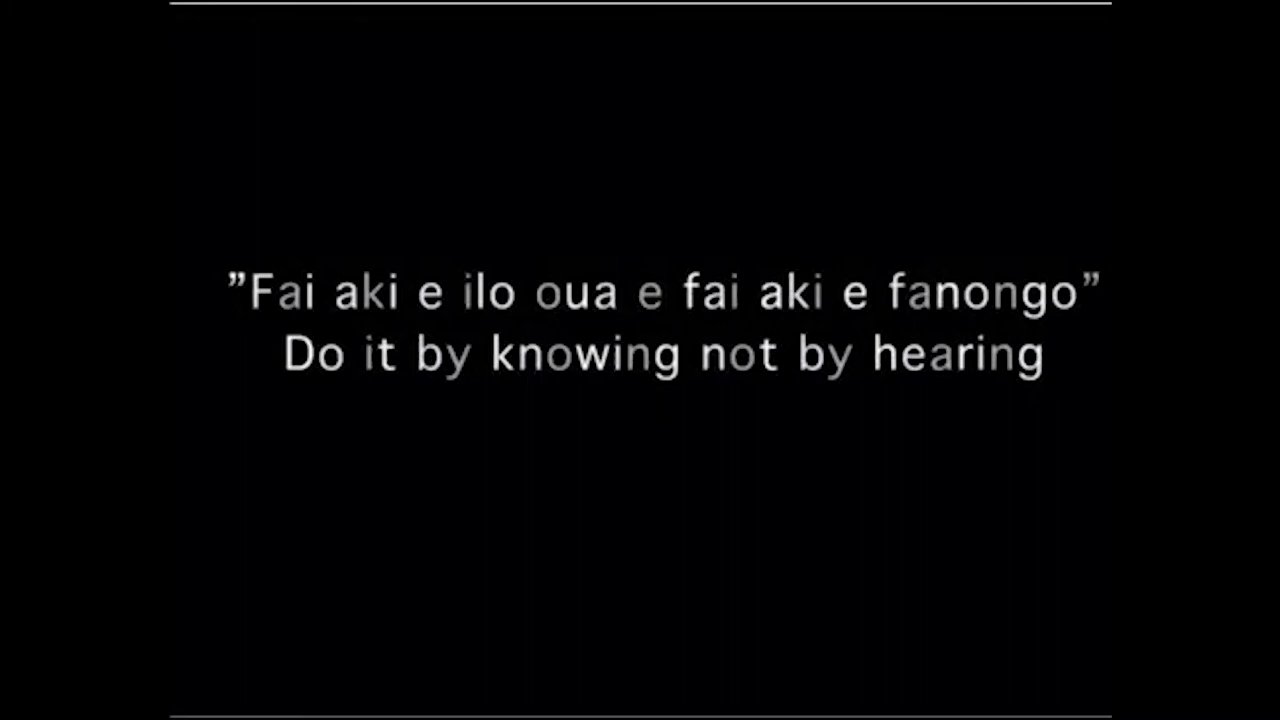 ”Fai aki e ilo oua e fai aki e fanongo”
Do it by knowing not by hearing